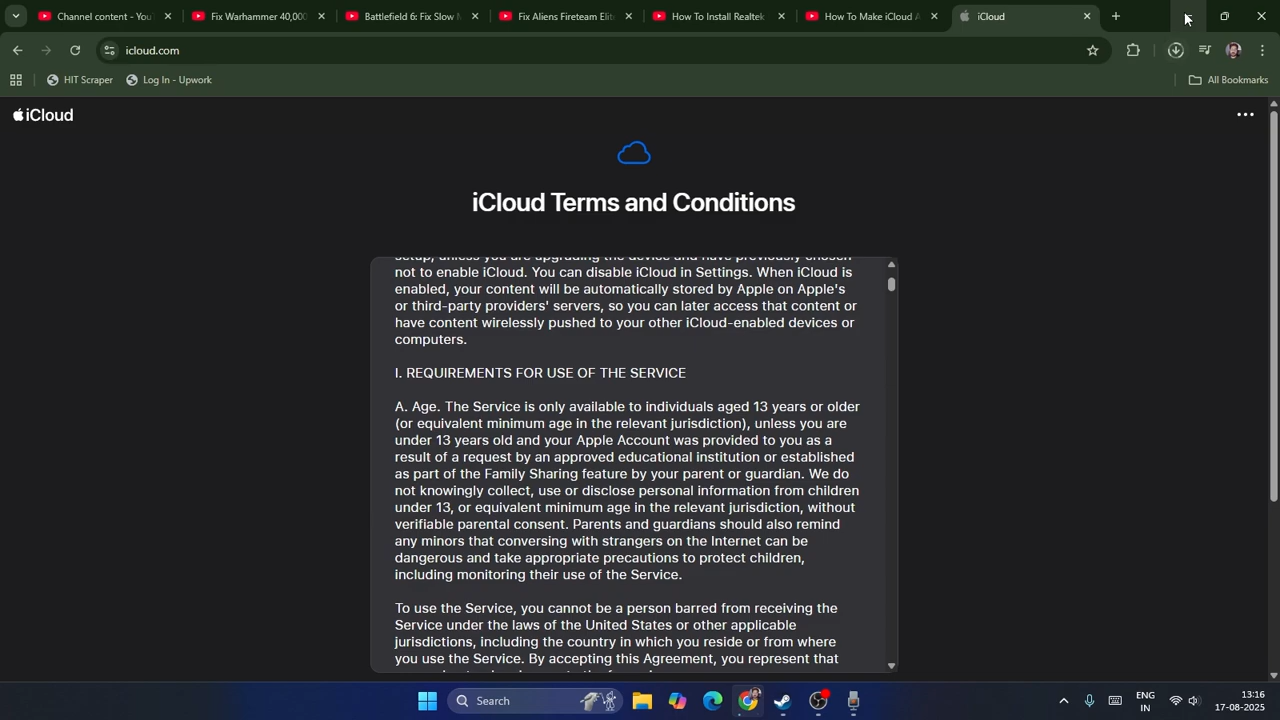 Channel content - You
Fix Warhammer 40,000
Battlefield 6: Fix Slow M
Fix Aliens Fireteam Elit
How To Install Realtek
How To Make iCloud A
iCloud
icloud.com
HIT Scraper
Log In - Upwork
All Bookmarks
iCloud
iCloud Terms and Conditions
setup, unless you are upgrading the device and have previously chosen
not to enable iCloud. You can disable iCloud in Settings. When iCloud is
enabled, your content will be automatically stored by Apple on Apple's
or third-party providers' servers, so you can later access that content or
have content wirelessly pushed to your other iCloud-enabled devices or
computers.
I. REQUIREMENTS FOR USE OF THE SERVICE
A. Age. The Service is only available to individuals aged 13 years or older
(or equivalent minimum age in the relevant jurisdiction), unless you are
under 13 years old and your Apple Account was provided to you as a
result of a request by an approved educational institution or established
as part of the Family Sharing feature by your parent or guardian. We do
not knowingly collect, use or disclose personal information from children
under 13, or equivalent minimum age in the relevant jurisdiction, without
verifiable parental consent. Parents and guardians should also remind
any minors that conversing with strangers on the Internet can be
dangerous and take appropriate precautions to protect children,
including monitoring their use of the Service.
To use the Service, you cannot be a person barred from receiving the
Service under the laws of the United States or other applicable
jurisdictions, including the country in which you reside or from where
you use the Service. By accepting this Agreement, you represent that
Search
ENG
IN
13:16
17-08-2025